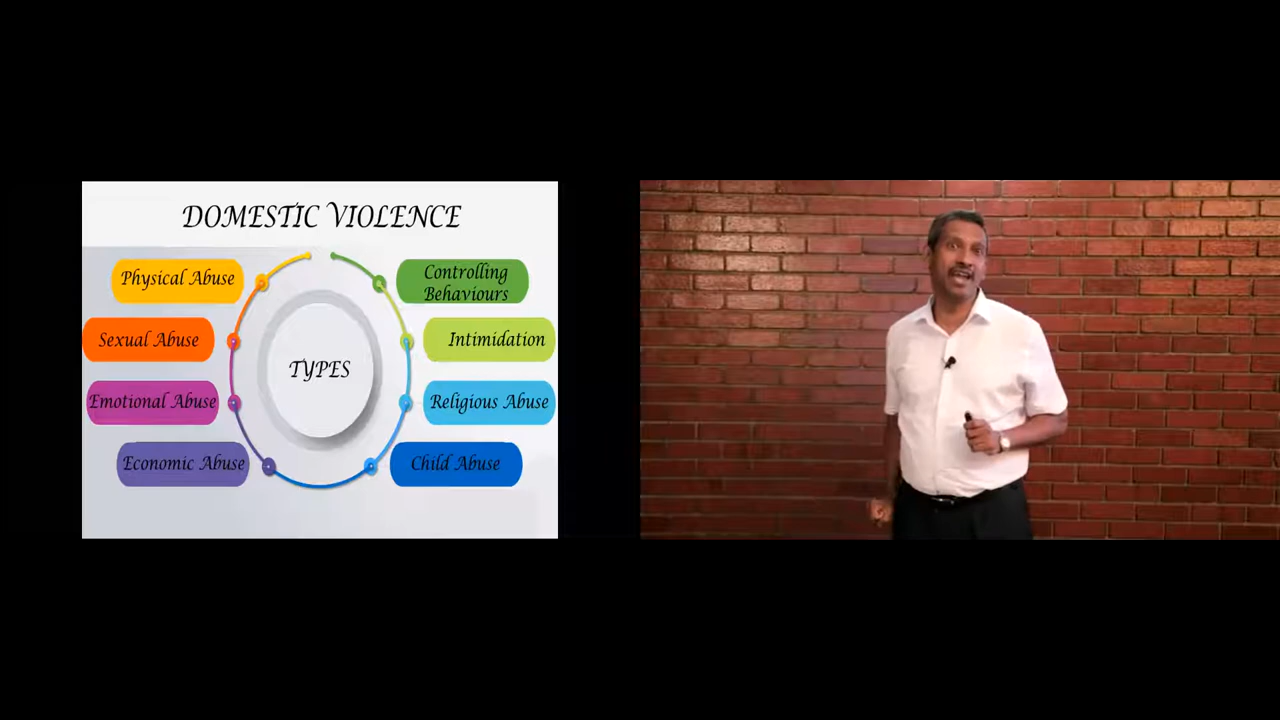 DOMESTIC VIOLENCE
Physical Abuse
Sexual Abuse
Emotional Abuse
Economic Abuse
TYPES
Controlling
Behaviours
Intimidation
Religious Abuse
Child Abuse